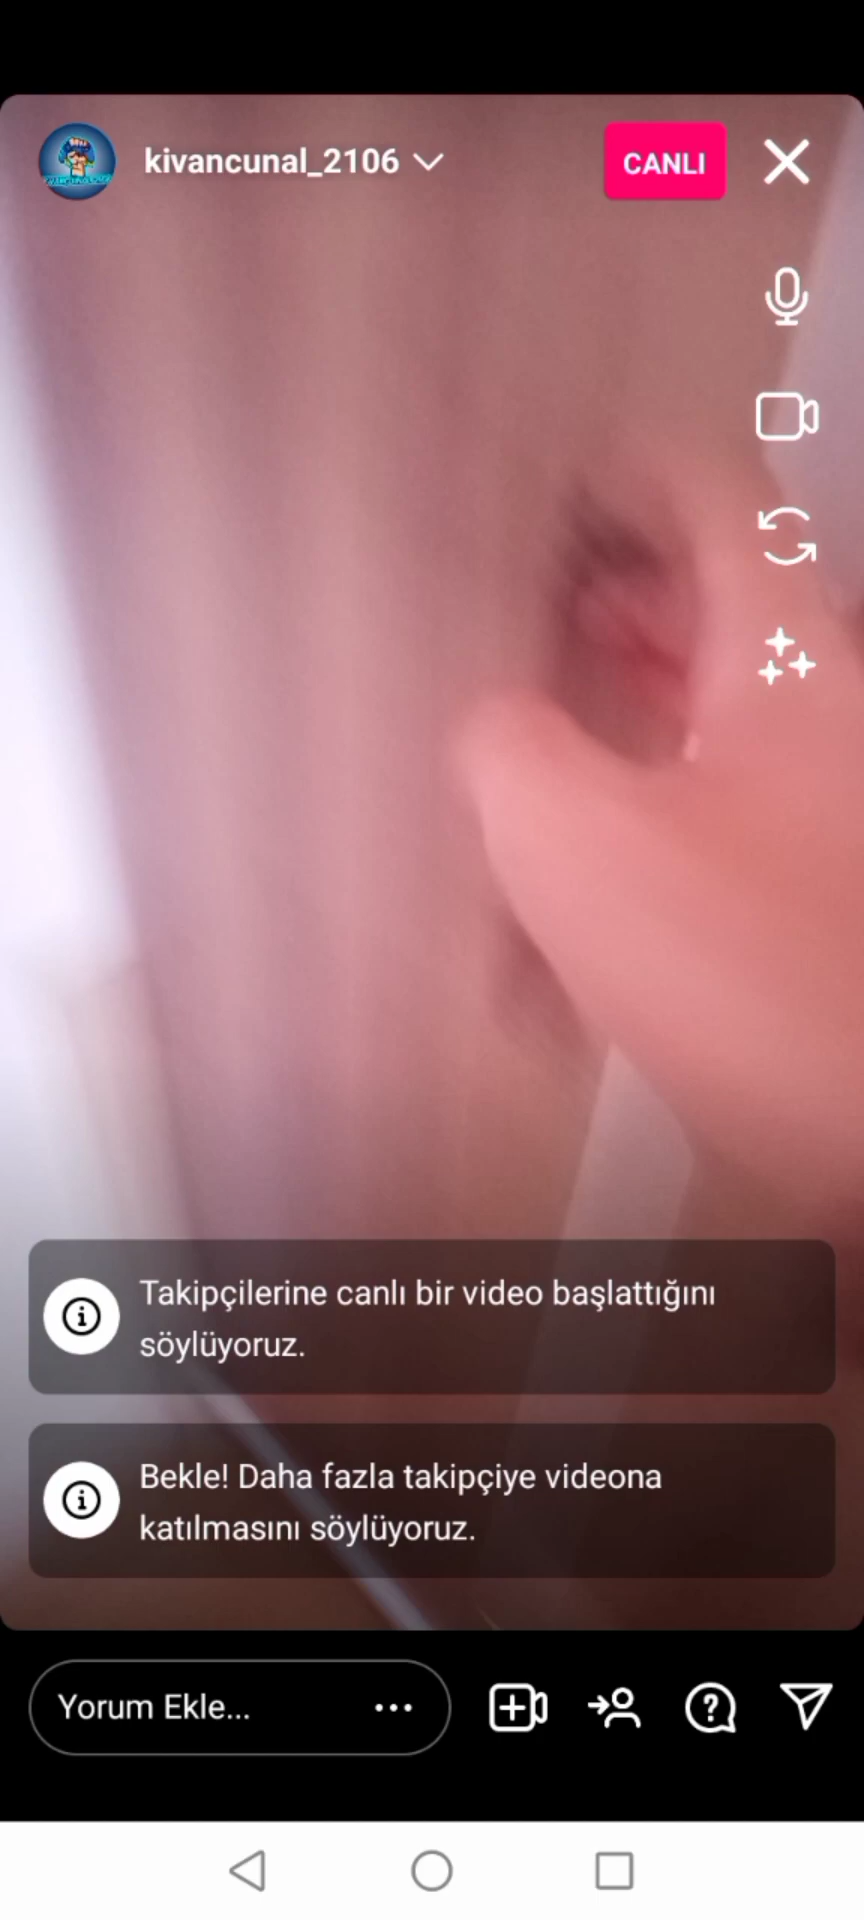 kivancunal_2106
CANLI
Takipçilerine canlı bir video başlattığını
söylüyoruz.
Bekle! Daha fazla takipçiye videona
katılmasını söylüyoruz.
Yorum Ekle...